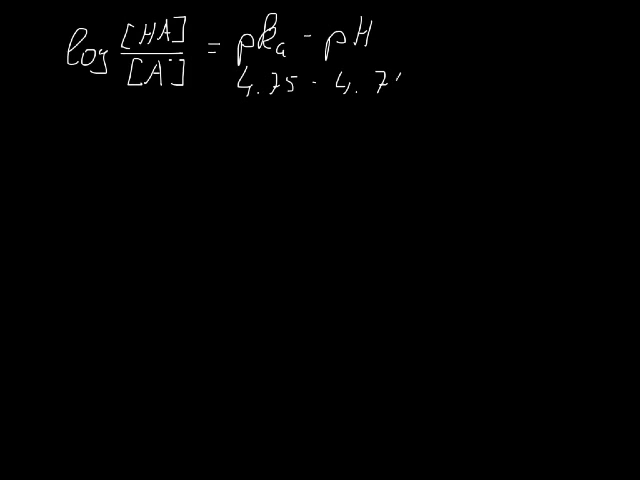 log [HA]/[A⁻] = pKa - pH
4.75 - 4.7